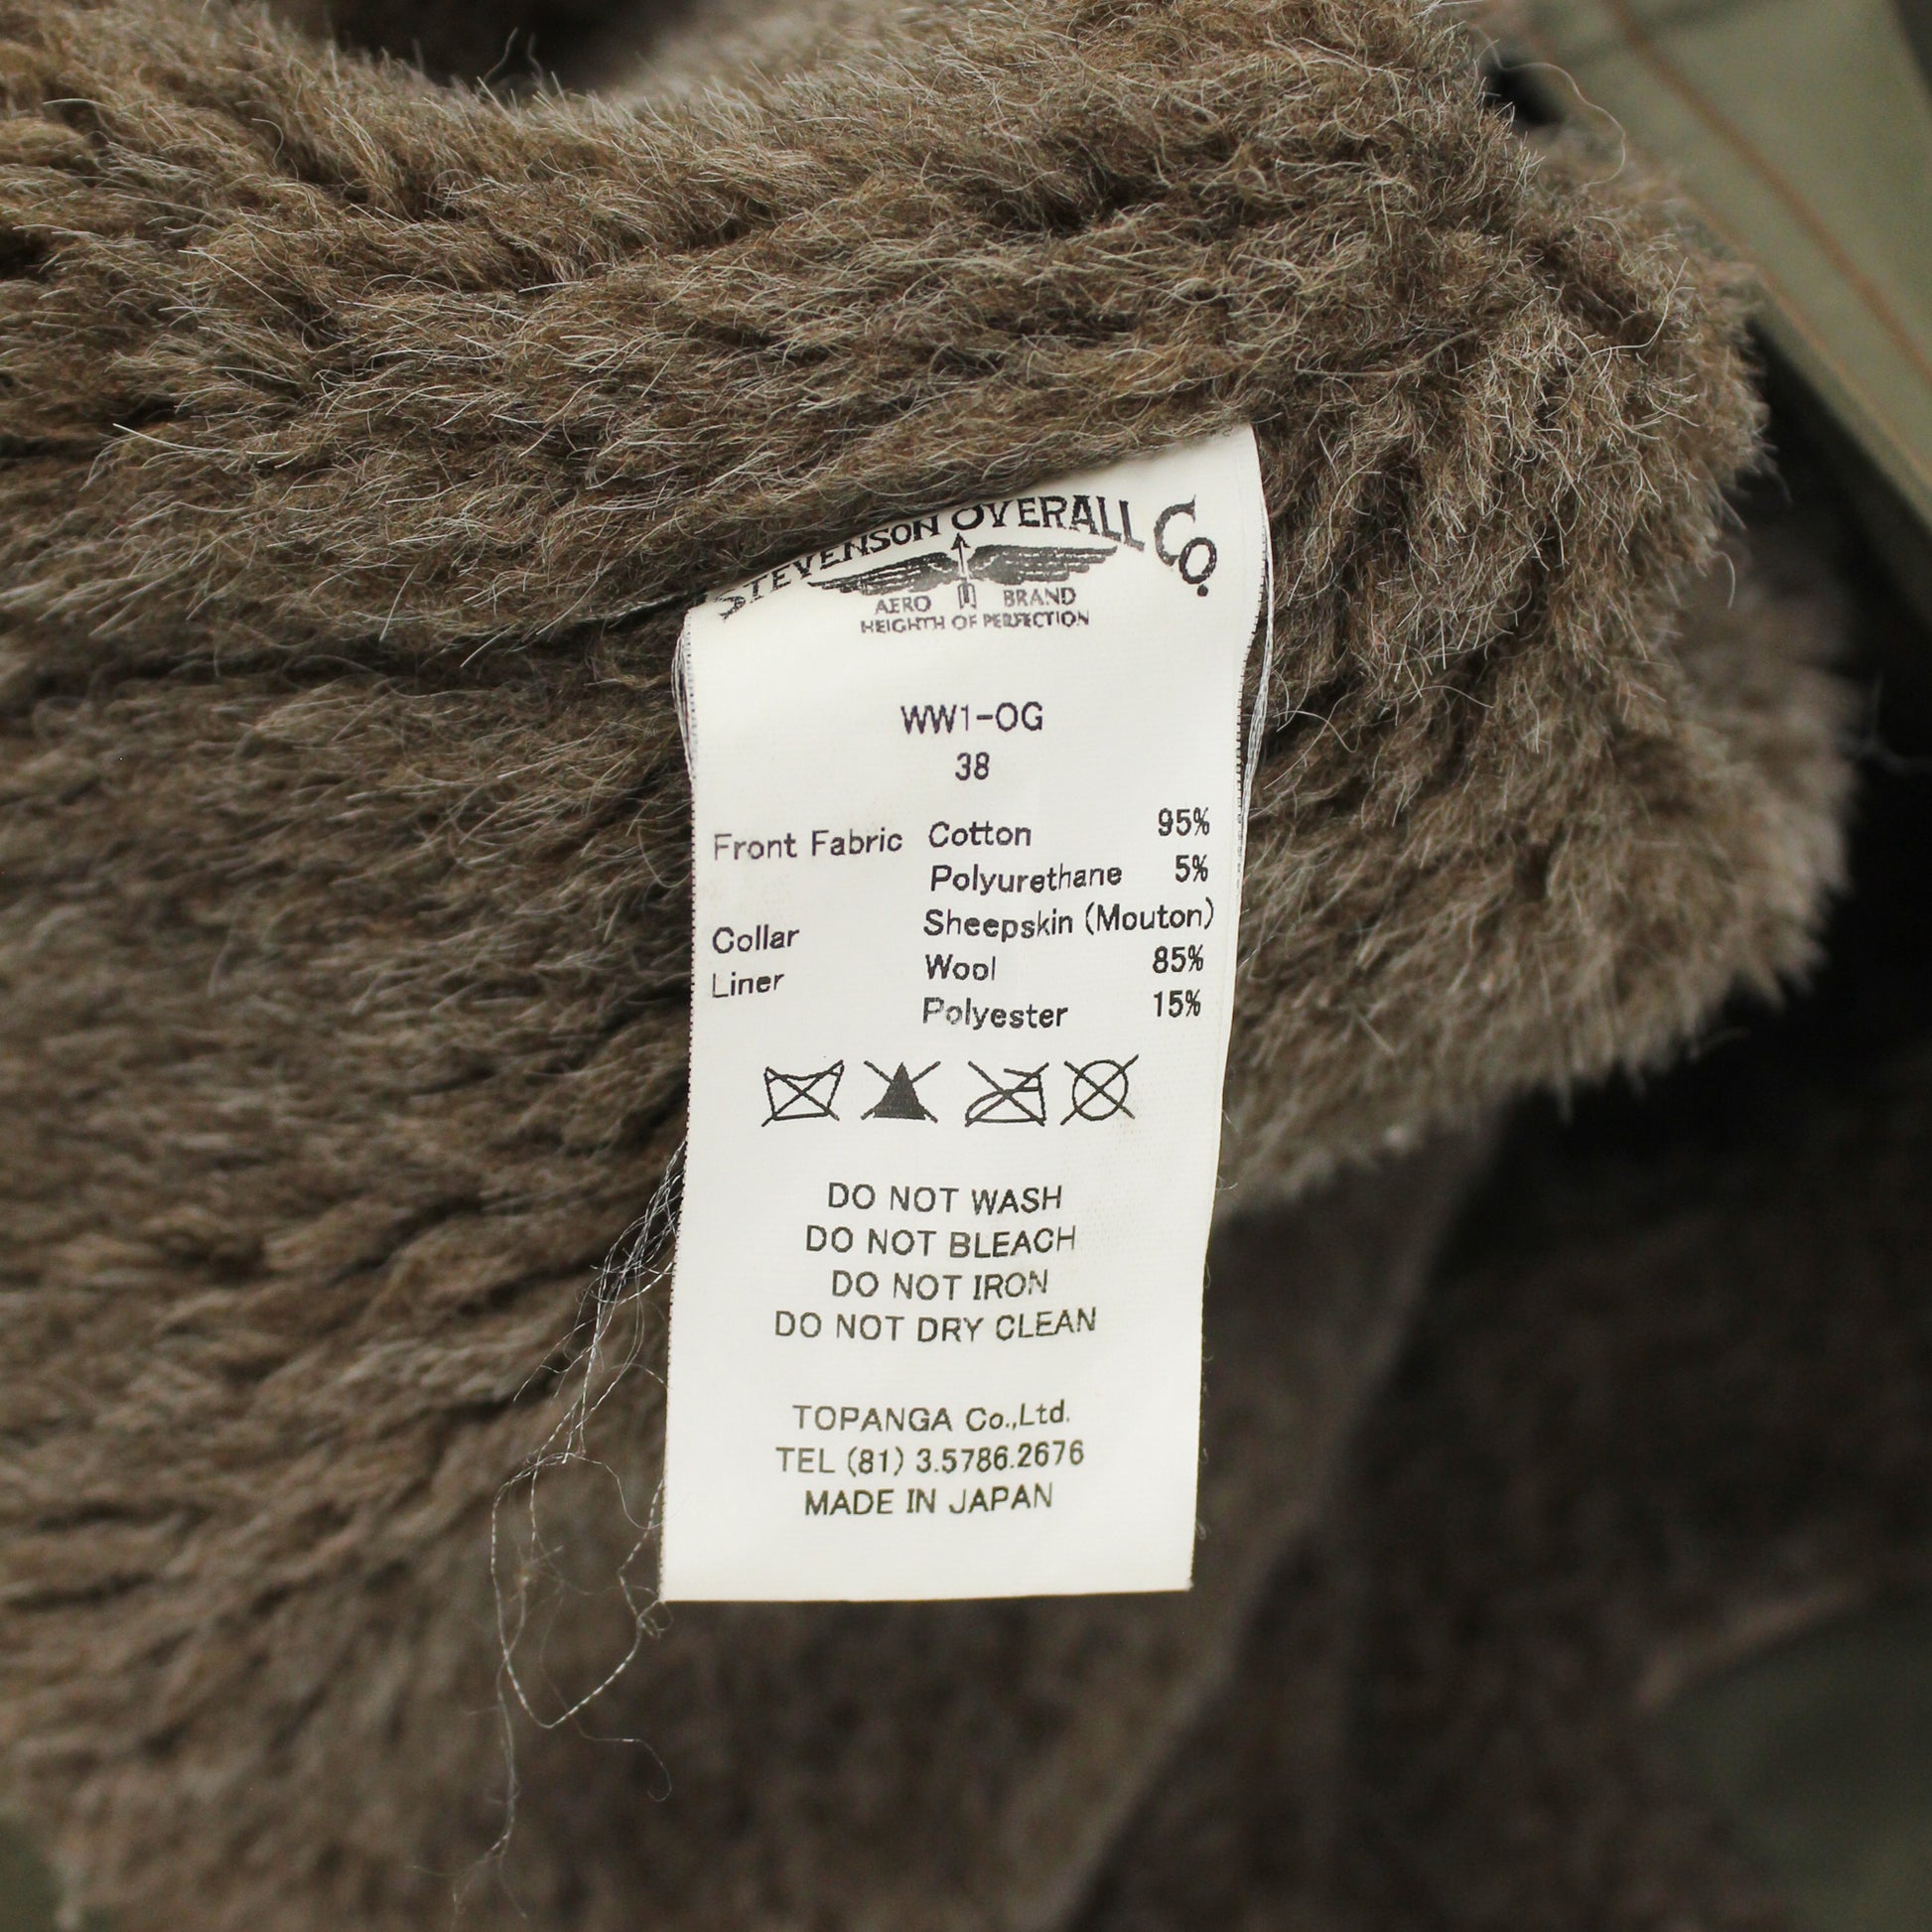 STEVENSON OVERALL Co.
AERO BRAND
HEIGHTH OF PERFECTION
WW1-OG
38
Front Fabric Cotton 95%
Polyurethane 5%
Collar Sheepskin (Mouton)
Liner Wool 85%
Polyester 15%
DO NOT WASH
DO NOT BLEACH
DO NOT IRON
DO NOT DRY CLEAN
TOPANGA Co.,Ltd.
TEL (81) 3.5786.2676
MADE IN JAPAN